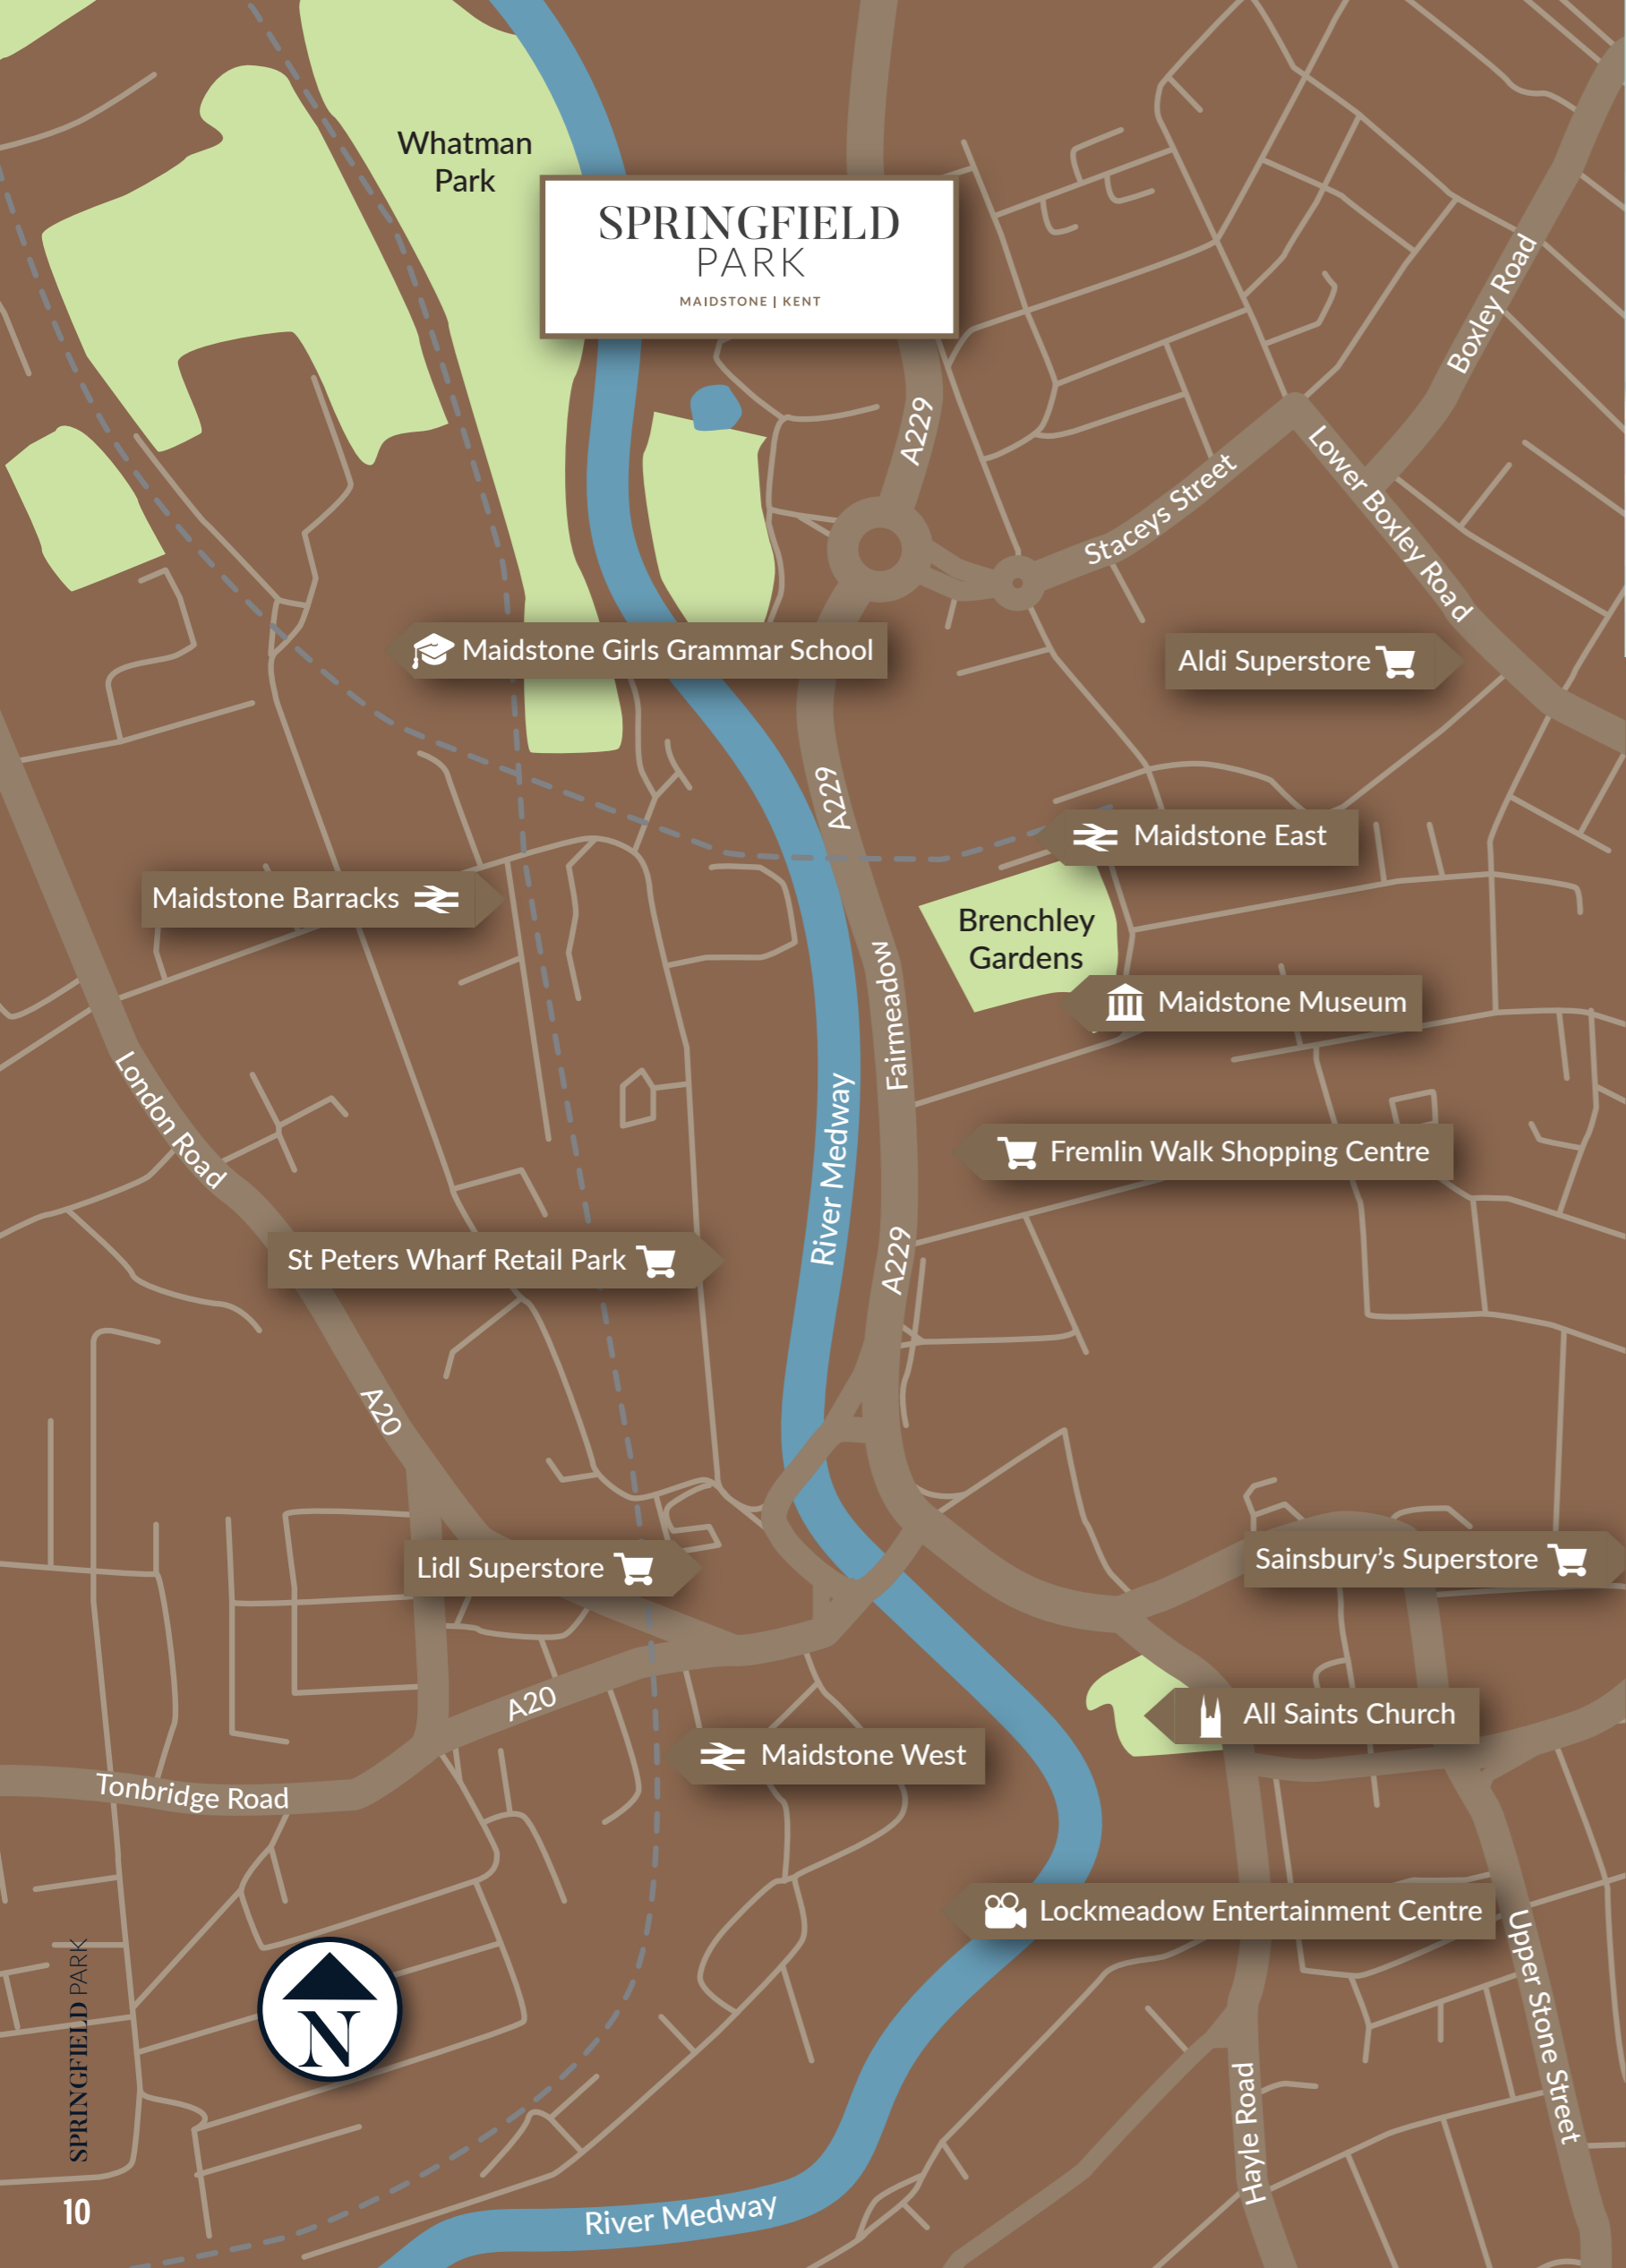 Whatman
Park
SPRINGFIELD
PARK
MAIDSTONE | KENT
Boxley Road
A229
Staceys Street
Lower Boxley Road
Maidstone Girls Grammar School
Aldi Superstore
A229
Maidstone East
Maidstone Barracks
Brenchley
Gardens
Maidstone Museum
Fairmeadow
London Road
River Medway
Fremlin Walk Shopping Centre
St Peters Wharf Retail Park
A229
A20
Lidl Superstore
Sainsbury’s Superstore
A20
All Saints Church
Maidstone West
Tonbridge Road
Lockmeadow Entertainment Centre
Upper Stone Street
N
SPRINGFIELD PARK
Hayle Road
River Medway
10